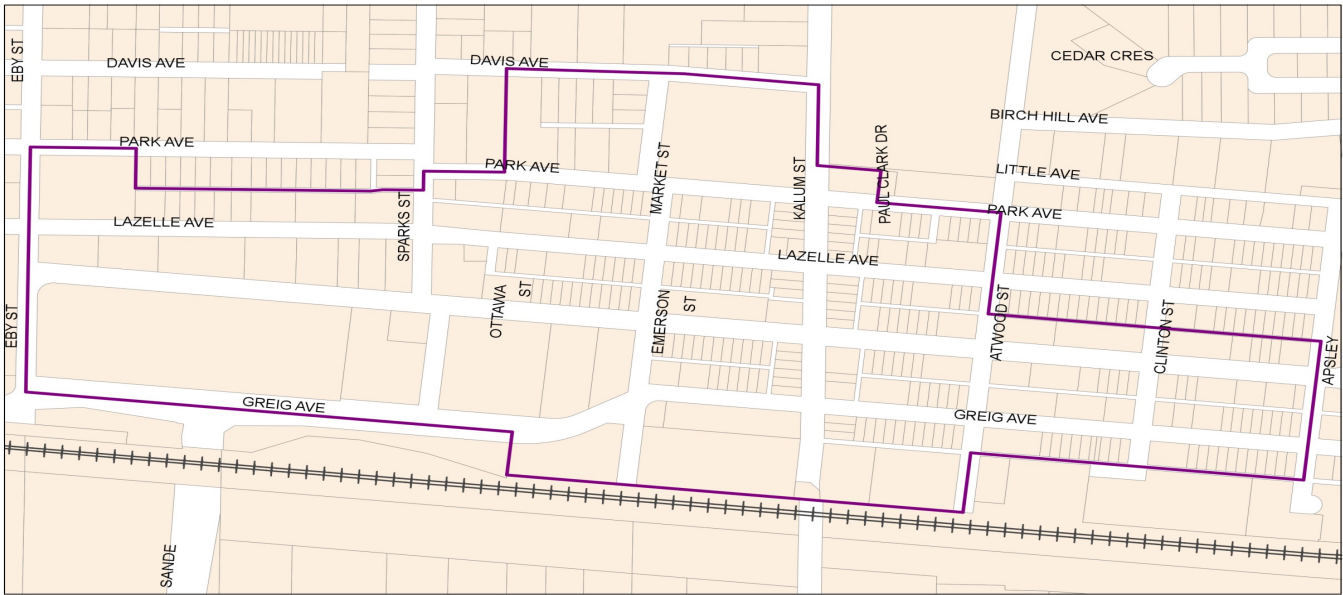 EBY ST
DAVIS AVE
DAVIS AVE
CEDAR CRES
BIRCH HILL AVE
PARK AVE
PARK AVE
MARKET ST
KALUM ST
PAUL CLARK DR
LITTLE AVE
PARK AVE
LAZELLE AVE
SPARKS ST
LAZELLE AVE
EBY ST
OTTAWA
ST
EMERSON
ST
ATWOOD ST
CLINTON ST
APSLEY
GREIG AVE
GREIG AVE
SANDE